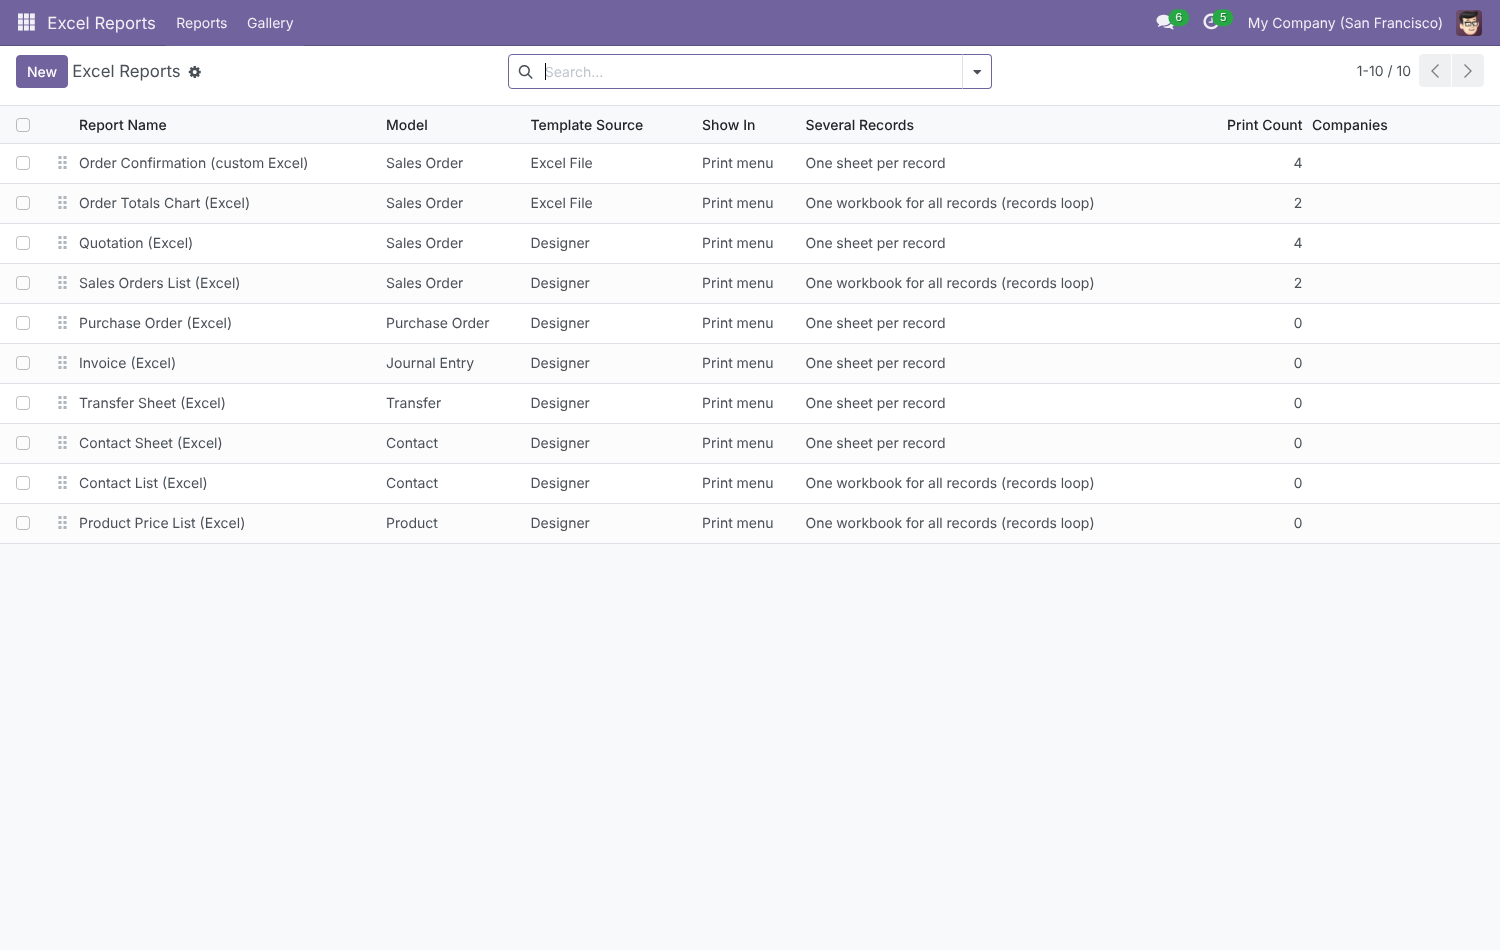 Excel Reports Reports Gallery 6 5 My Company (San Francisco)
New Excel Reports Search... 1-10 / 10
Report Name Model Template Source Show In Several Records Print Count Companies
Order Confirmation (custom Excel) Sales Order Excel File Print menu One sheet per record 4
Order Totals Chart (Excel) Sales Order Excel File Print menu One workbook for all records (records loop) 2
Quotation (Excel) Sales Order Designer Print menu One sheet per record 4
Sales Orders List (Excel) Sales Order Designer Print menu One workbook for all records (records loop) 2
Purchase Order (Excel) Purchase Order Designer Print menu One sheet per record 0
Invoice (Excel) Journal Entry Designer Print menu One sheet per record 0
Transfer Sheet (Excel) Transfer Designer Print menu One sheet per record 0
Contact Sheet (Excel) Contact Designer Print menu One sheet per record 0
Contact List (Excel) Contact Designer Print menu One workbook for all records (records loop) 0
Product Price List (Excel) Product Designer Print menu One workbook for all records (records loop) 0